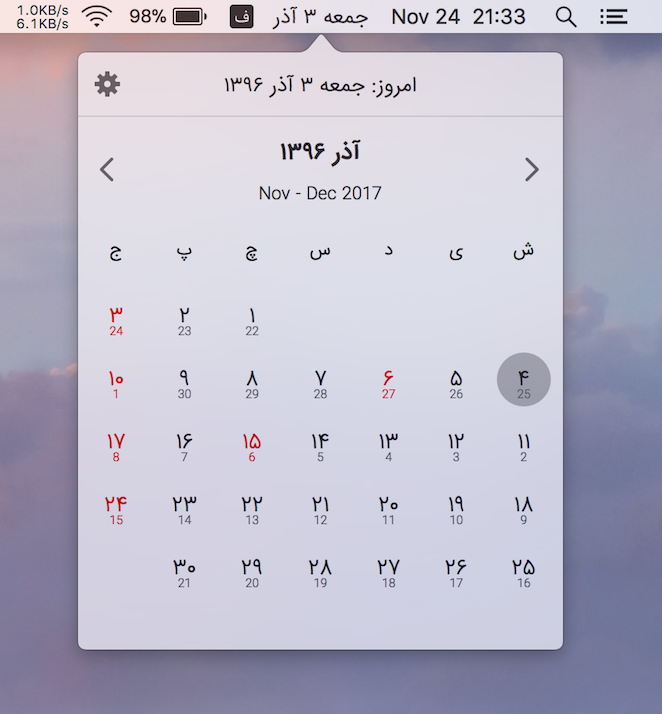 1.0KB/s
6.1KB/s
98%
ف
جمعه ۳ آذر
Nov 24 21:33
امروز: جمعه ۳ آذر ۱۳۹۶
آذر ۱۳۹۶
Nov - Dec 2017
ش ی د س چ پ ج
۱ ۲ ۳
22 23 24
۴ ۵ ۶ ۷ ۸ ۹ ۱۰
25 26 27 28 29 30 1
۱۱ ۱۲ ۱۳ ۱۴ ۱۵ ۱۶ ۱۷
2 3 4 5 6 7 8
۱۸ ۱۹ ۲۰ ۲۱ ۲۲ ۲۳ ۲۴
9 10 11 12 13 14 15
۲۵ ۲۶ ۲۷ ۲۸ ۲۹ ۳۰
16 17 18 19 20 21